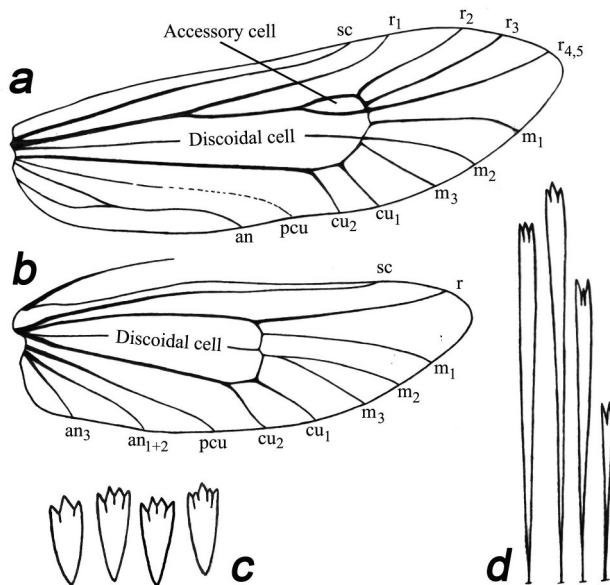 Accessory cell
sc
r1
r2
r3
r4,5
a
Discoidal cell
m1
m2
m3
cu1
cu2
pcu
an
b
sc
r
Discoidal cell
m1
m2
m3
cu1
cu2
pcu
an1+2
an3
c
d